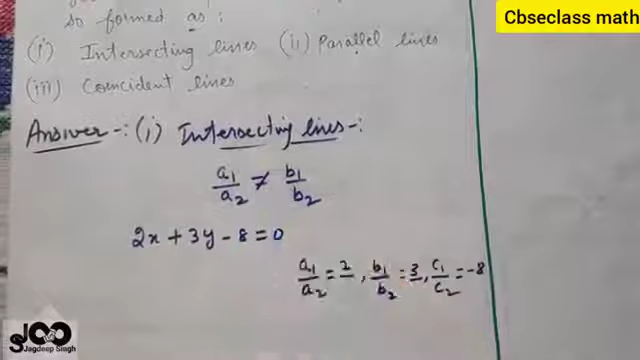 Cbseclass math
so formed as:
(i) Intersecting lines (ii) Parallel lines
(iii) Coincident lines
Answer-: (i) Intersecting lines-:
a₁/a₂ ≠ b₁/b₂
2x + 3y - 8 = 0
a₁/a₂ = 2, b₁/b₂ = 3, c₁/c₂ = -8
Jagdeep Singh